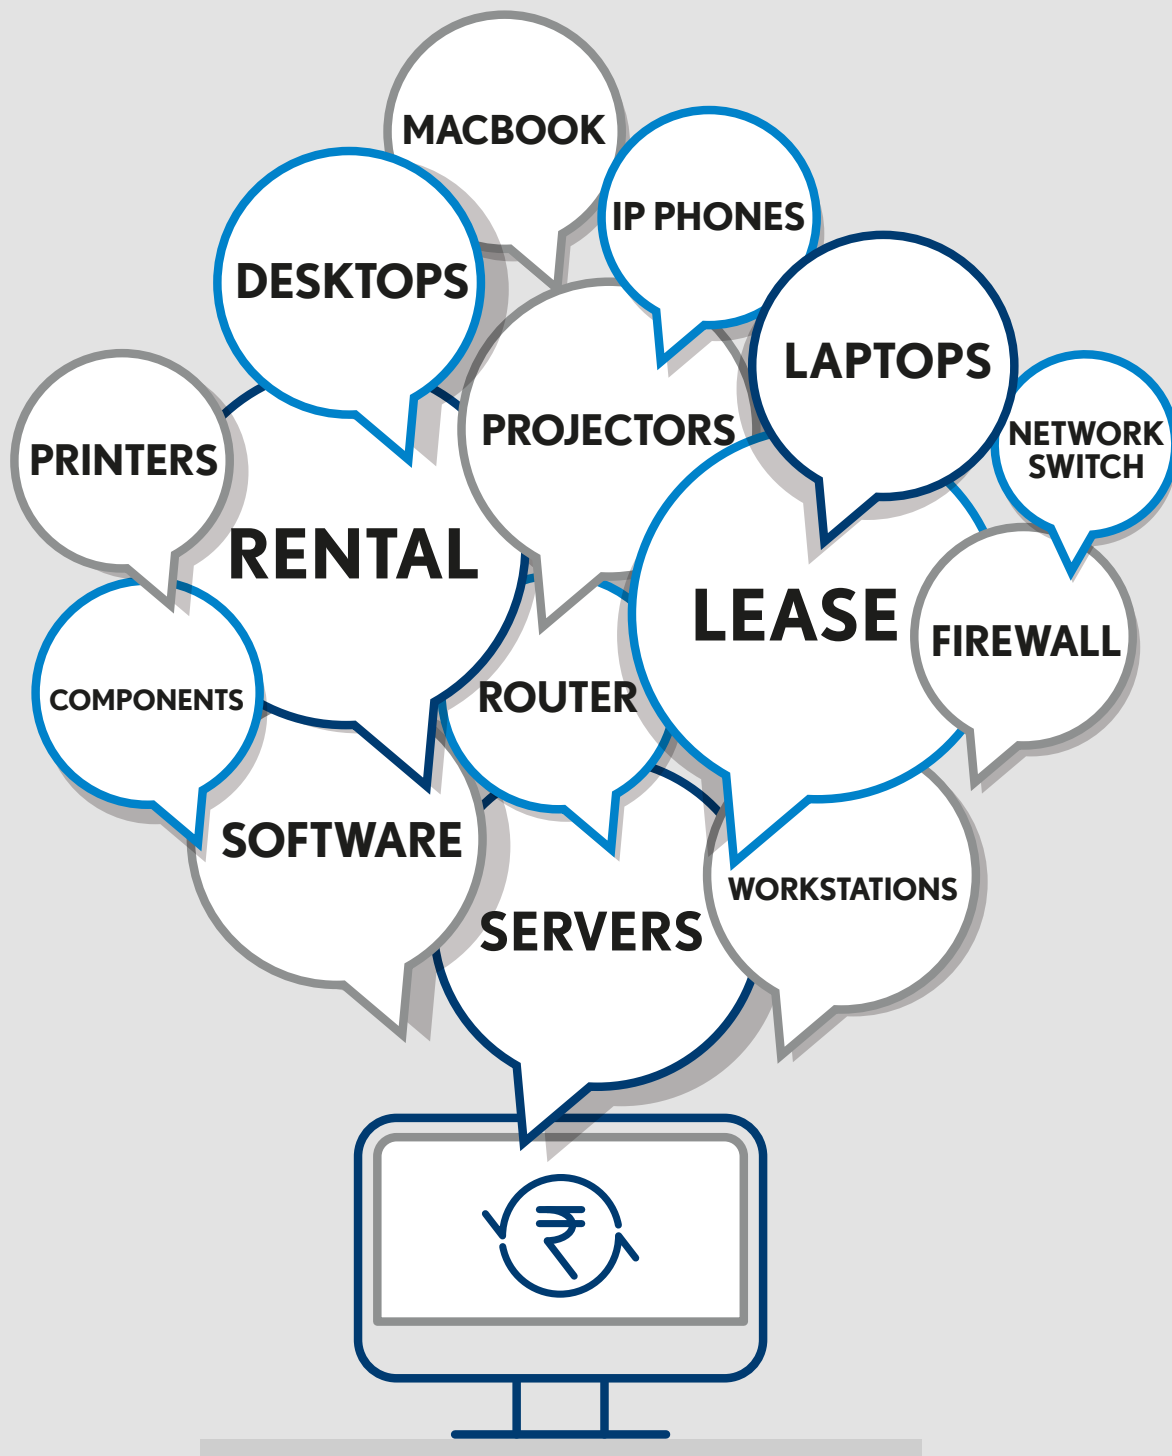 MACBOOK
IP PHONES
DESKTOPS
LAPTOPS
PROJECTORS
NETWORK
SWITCH
PRINTERS
RENTAL
LEASE
FIREWALL
ROUTER
COMPONENTS
SOFTWARE
WORKSTATIONS
SERVERS
₹